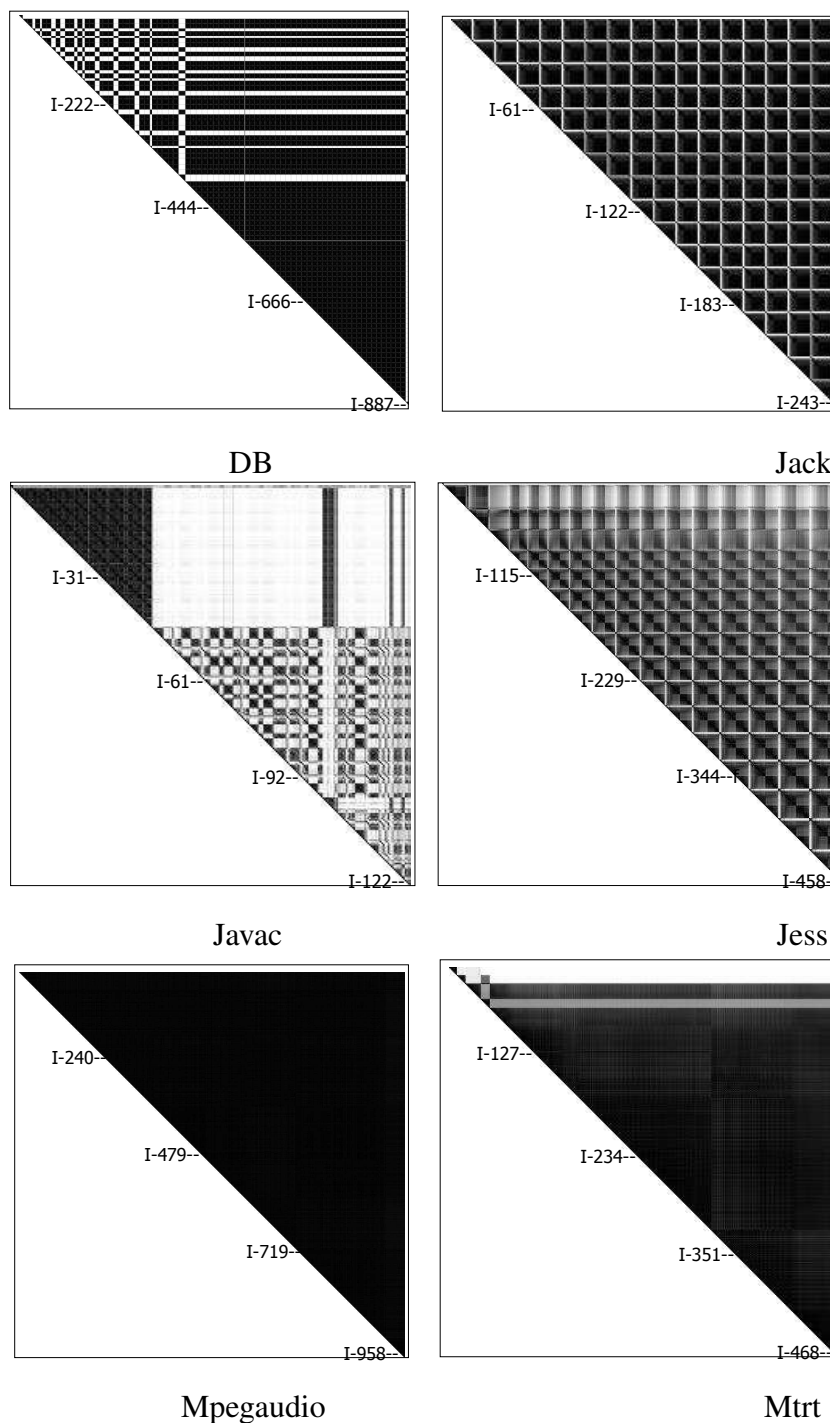 I-222--
I-444--
I-666--
I-887--
DB
I-61--
I-122--
I-183--
I-243--
Jack
I-31--
I-61--
I-92--
I-122--
Javac
I-115--
I-229--
I-344--
I-458-
Jess
I-240--
I-479--
I-719--
I-958--
Mpegaudio
I-127--
I-234--
I-351--
I-468--
Mtrt